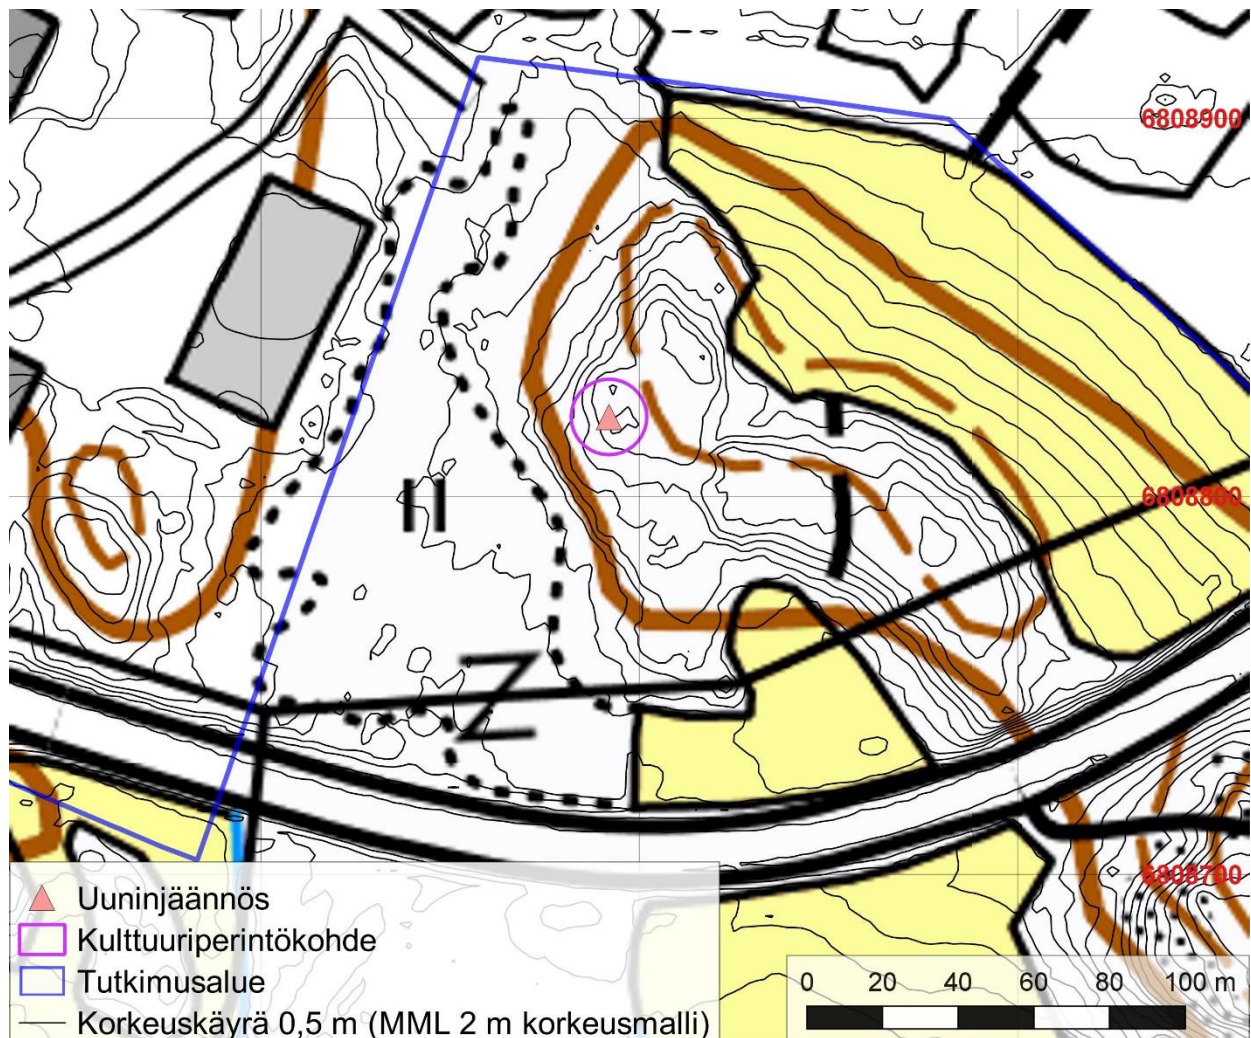 6808900
6808800
6808700
Uuninjäännös
Kulttuuriperintökohde
Tutkimusalue
Korkeuskäyrä 0,5 m (MML 2 m korkeusmalli)
0 20 40 60 80 100 m